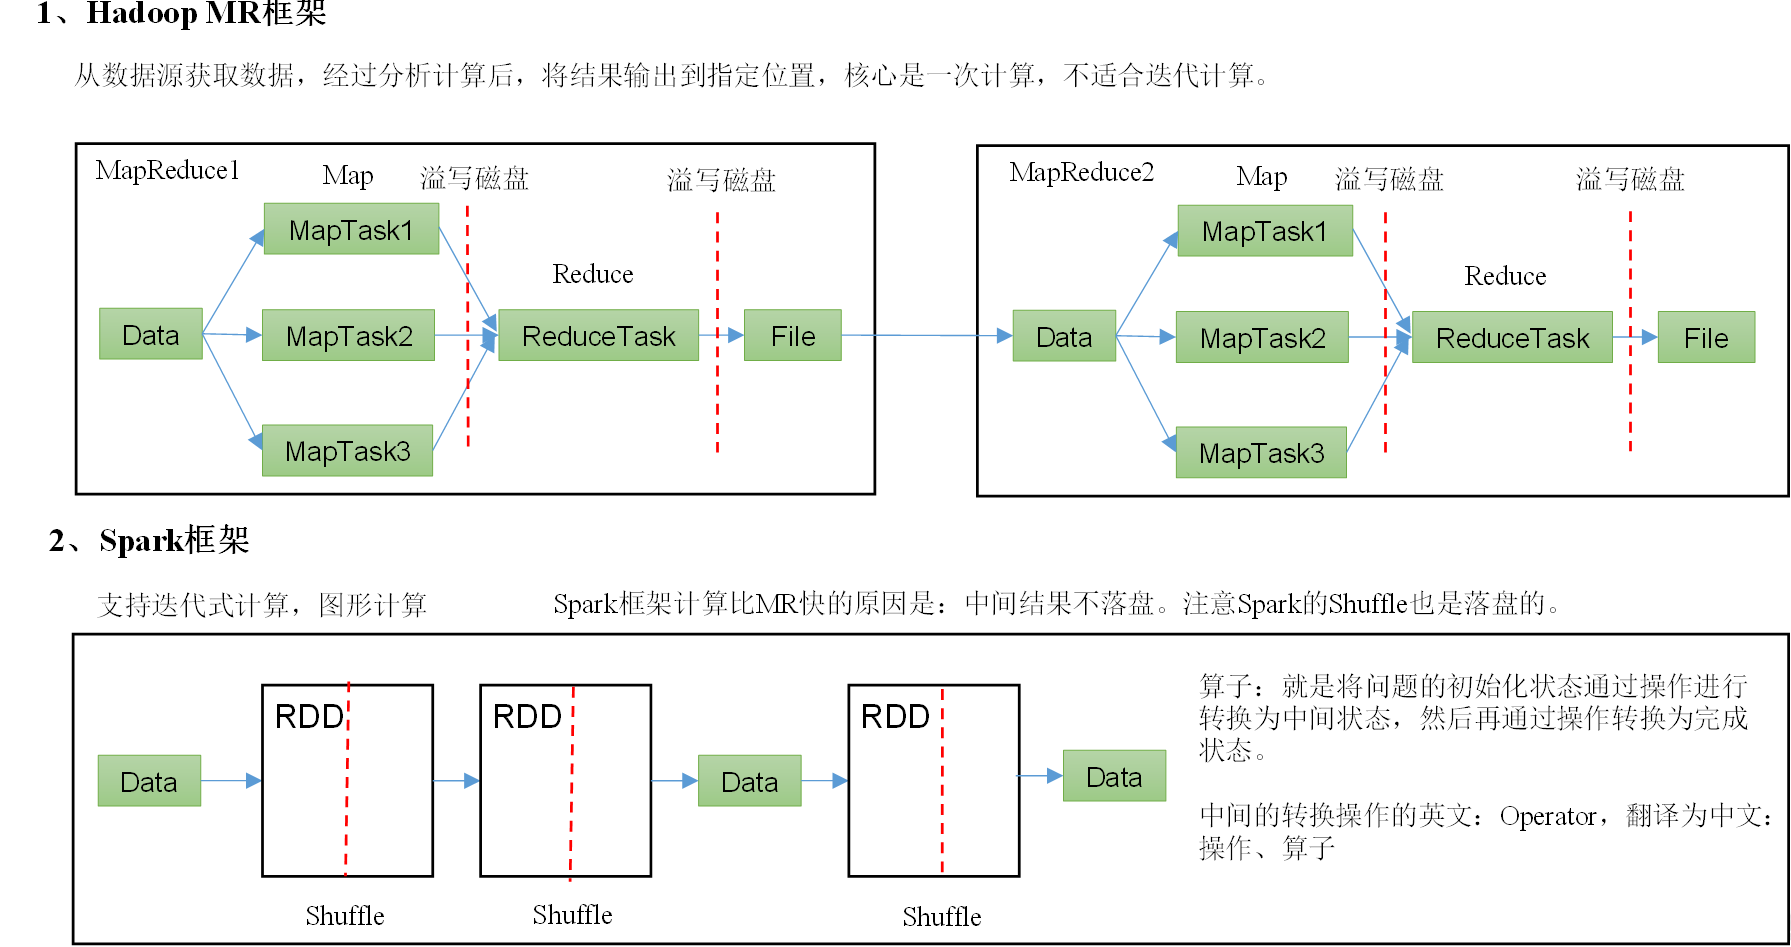 1、Hadoop MR框架
从数据源获取数据，经过分析计算后，将结果输出到指定位置，核心是一次计算，不适合迭代计算。
MapReduce1
Map
溢写磁盘
溢写磁盘
MapTask1
Reduce
Data
MapTask2
ReduceTask
File
MapTask3
MapReduce2
Map
溢写磁盘
溢写磁盘
MapTask1
Reduce
Data
MapTask2
ReduceTask
File
MapTask3
2、Spark框架
支持迭代式计算，图形计算
Spark框架计算比MR快的原因是：中间结果不落盘。注意Spark的Shuffle也是落盘的。
RDD
RDD
RDD
Data
Data
Data
Shuffle
Shuffle
Shuffle
算子：就是将问题的初始化状态通过操作进行
转换为中间状态，然后再通过操作转换为完成
状态。
中间的转换操作的英文：Operator，翻译为中文：
操作、算子